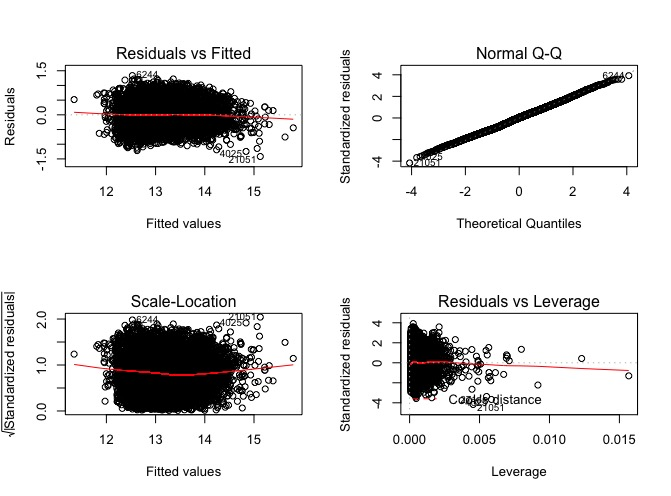 Residuals vs Fitted
Residuals
1.5
0.0
-1.5
6244
4025
21051
12 13 14 15
Fitted values
Normal Q-Q
Standardized residuals
4
2
0
-4
6244
21051
-4 -2 0 2 4
Theoretical Quantiles
Scale-Location
√|Standardized residuals|
2.0
1.0
0.0
6244
21051
4025
12 13 14 15
Fitted values
Residuals vs Leverage
Standardized residuals
4
2
0
-4
Cook's distance
21051
0.000 0.005 0.010 0.015
Leverage